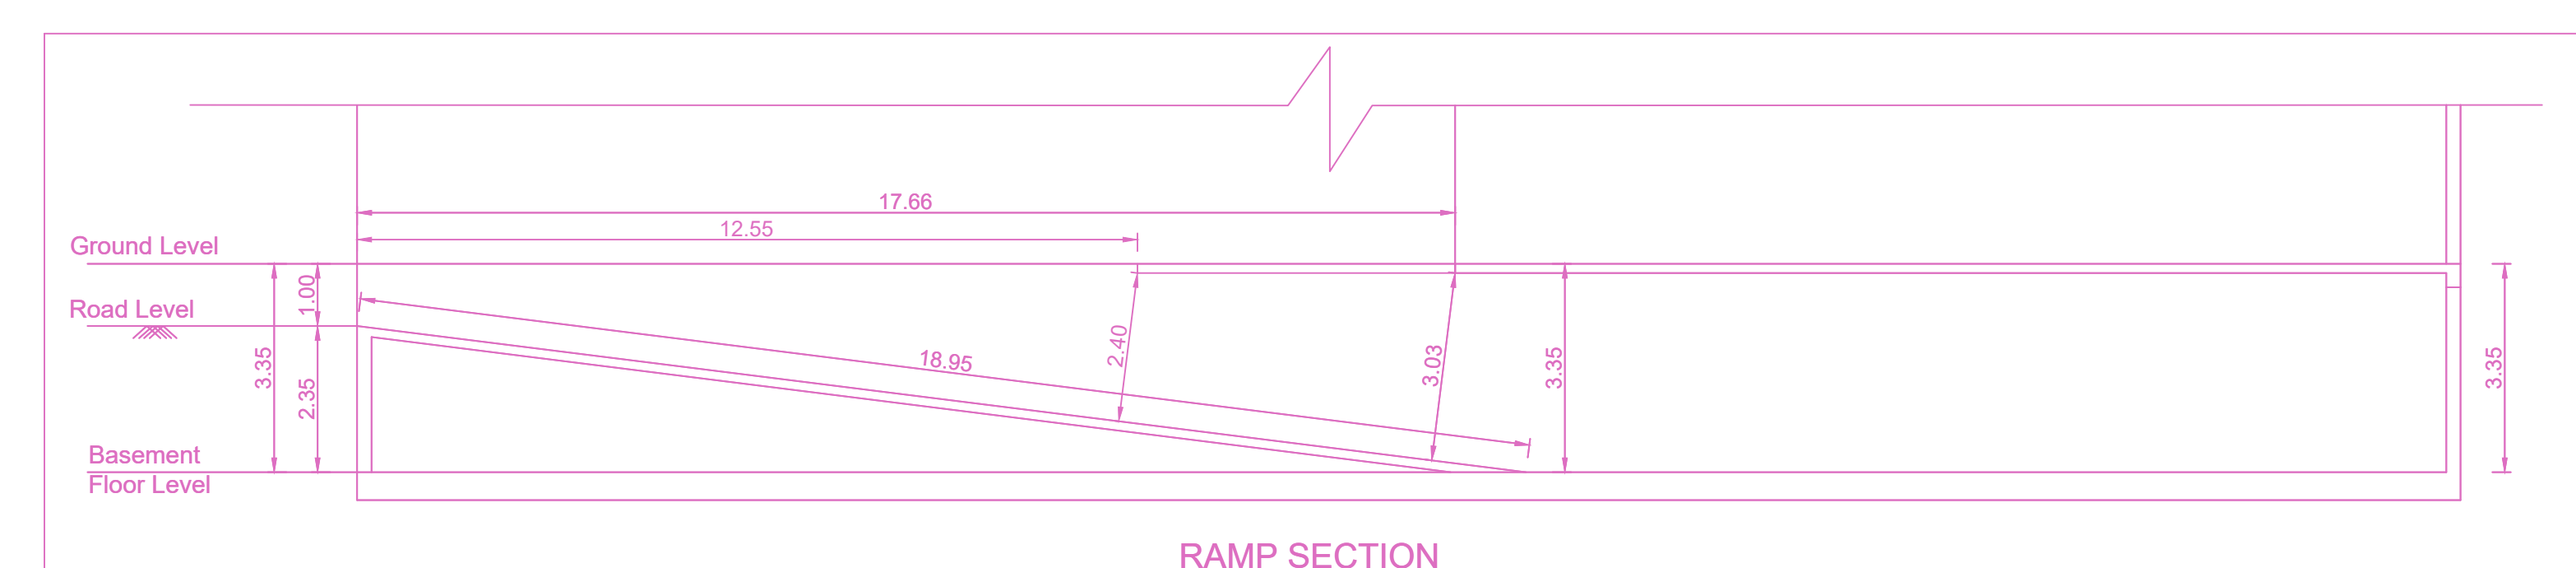 17.66
12.55
Ground Level
1.00
Road Level
3.35
2.35
18.95
2.40
3.03
3.35
3.35
Basement
Floor Level
RAMP SECTION